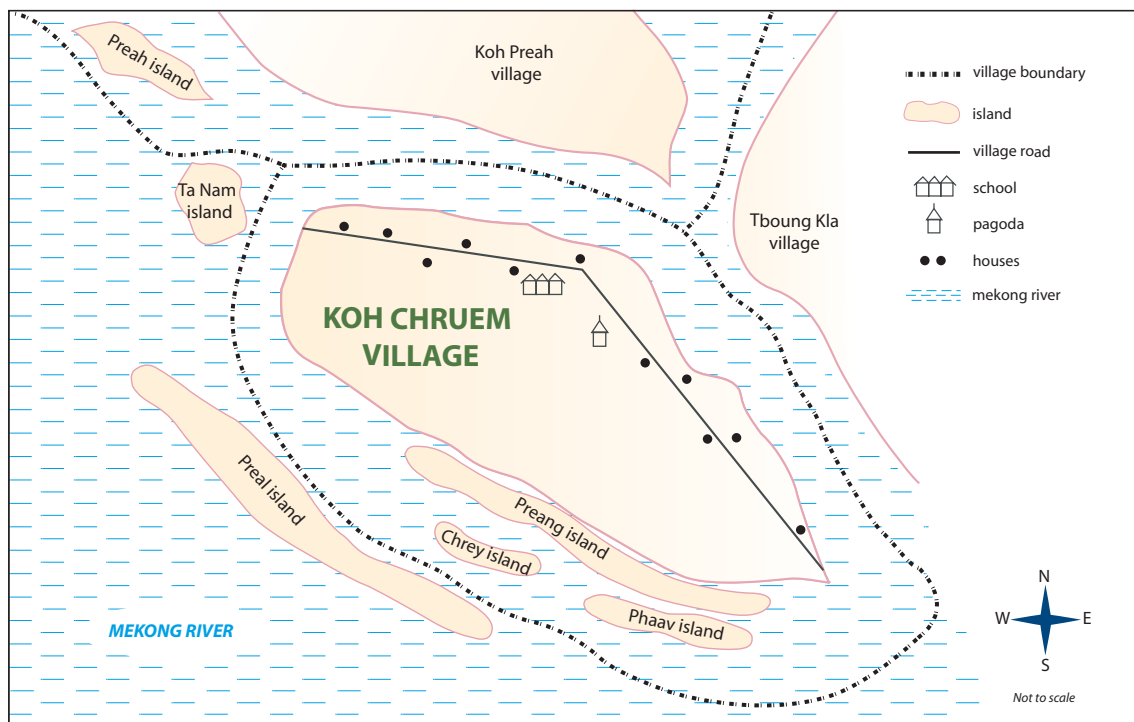 Preah island
Koh Preah
village
Ta Nam
island
Tboung Kla
village
KOH CHRUEM
VILLAGE
Preal island
Preang island
Chrey island
Phaav island
MEKONG RIVER
village boundary
island
village road
school
pagoda
houses
mekong river
N
W
E
S
Not to scale